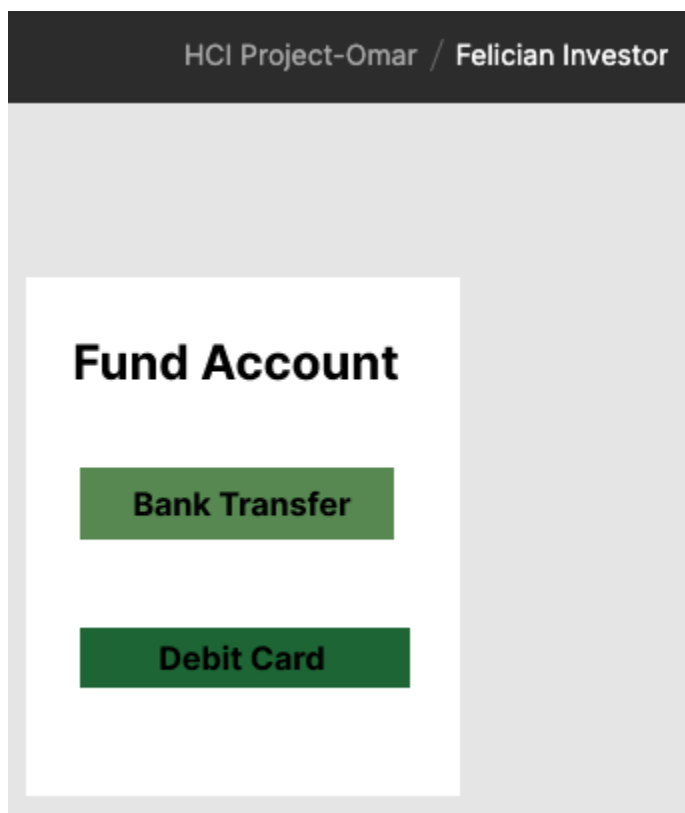 HCI Project-Omar / Felician Investor
Fund Account
Bank Transfer
Debit Card